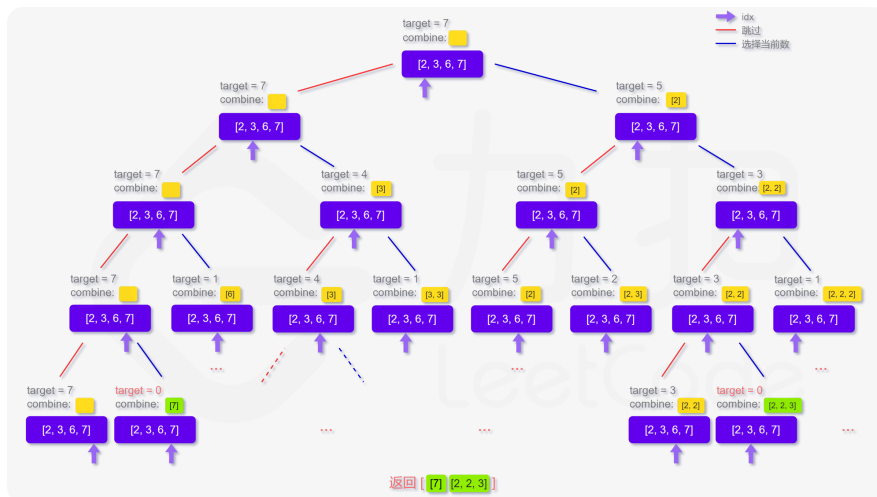 target = 7
combine:
[2, 3, 6, 7]
idx
跳过
选择当前数
target = 7
combine:
[2, 3, 6, 7]
target = 5
combine: [2]
[2, 3, 6, 7]
target = 7
combine:
[2, 3, 6, 7]
target = 4
combine: [3]
[2, 3, 6, 7]
target = 5
combine: [2]
[2, 3, 6, 7]
target = 3
combine: [2, 2]
[2, 3, 6, 7]
target = 7
combine:
[2, 3, 6, 7]
target = 1
combine: [6]
[2, 3, 6, 7]
target = 4
combine: [3]
[2, 3, 6, 7]
target = 1
combine: [3, 3]
[2, 3, 6, 7]
target = 5
combine: [2]
[2, 3, 6, 7]
target = 2
combine: [2, 3]
[2, 3, 6, 7]
target = 3
combine: [2, 2]
[2, 3, 6, 7]
target = 1
combine: [2, 2, 2]
[2, 3, 6, 7]
... ... ...
target = 7
combine:
[2, 3, 6, 7]
target = 0
combine: [7]
[2, 3, 6, 7]
... ...
target = 3
combine: [2, 2]
[2, 3, 6, 7]
target = 0
combine: [2, 2, 3]
[2, 3, 6, 7]
...
返回 [ [7] [2, 2, 3] ]
力扣
LeetCode